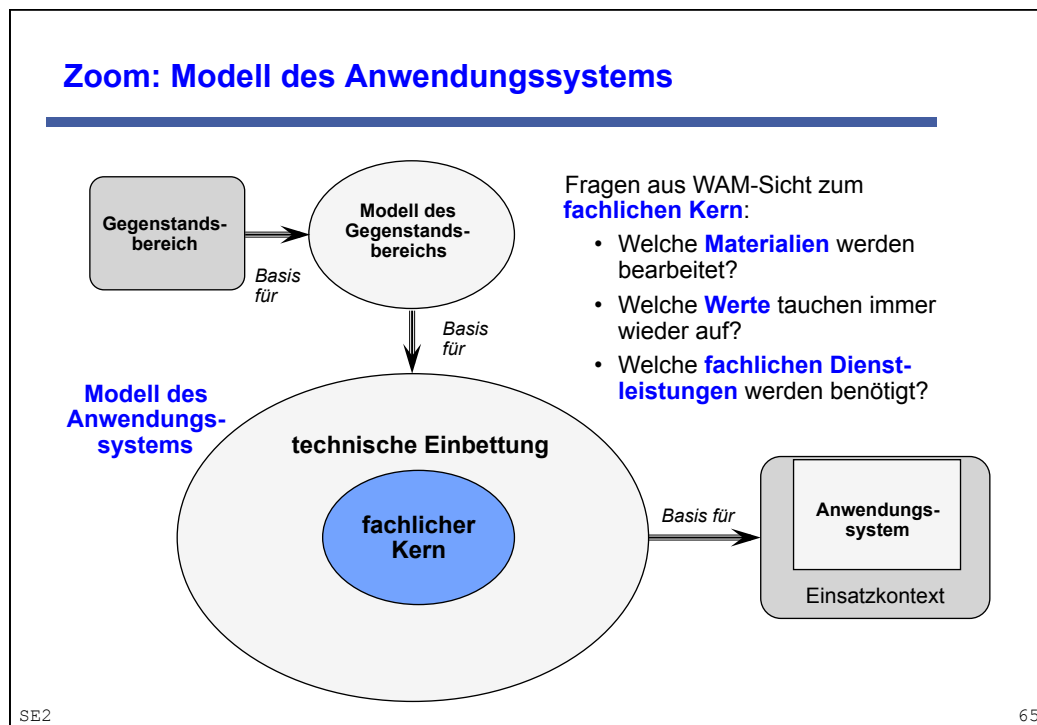 Zoom: Modell des Anwendungssystems
Gegenstands-
bereich
Basis
für
Modell des
Gegenstands-
bereichs
Basis
für
Fragen aus WAM-Sicht zum
fachlichen Kern:
• Welche Materialien werden
bearbeitet?
• Welche Werte tauchen immer
wieder auf?
• Welche fachlichen Dienst-
leistungen werden benötigt?
Modell des
Anwendungs-
systems
technische Einbettung
fachlicher
Kern
Basis für
Anwendungs-
system
Einsatzkontext
SE2
65